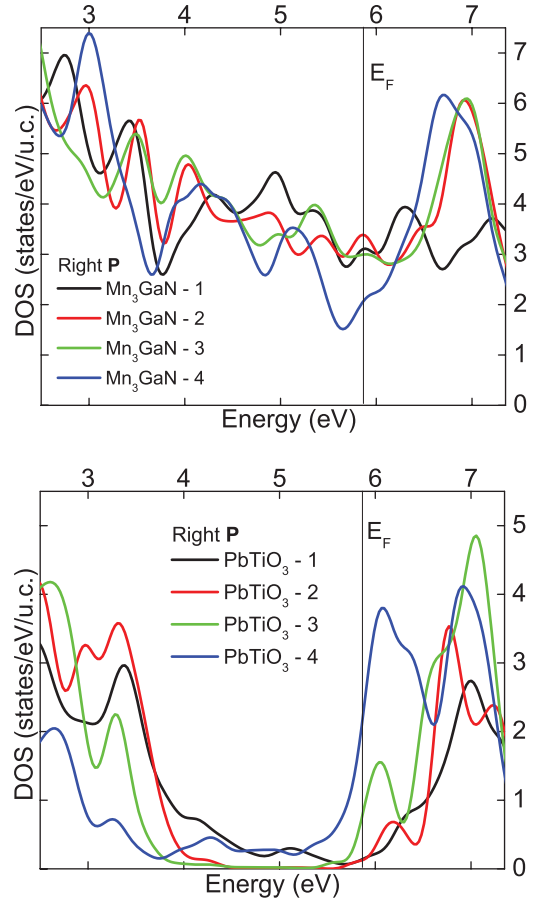 3 4 5 6 7
7
6
5
4
3
2
1
0
E_F
DOS (states/eV/u.c.)
Right P
Mn₃GaN - 1
Mn₃GaN - 2
Mn₃GaN - 3
Mn₃GaN - 4
Energy (eV)
3 4 5 6 7
5
4
3
2
1
0
E_F
DOS (states/eV/u.c.)
Right P
PbTiO₃ - 1
PbTiO₃ - 2
PbTiO₃ - 3
PbTiO₃ - 4
Energy (eV)